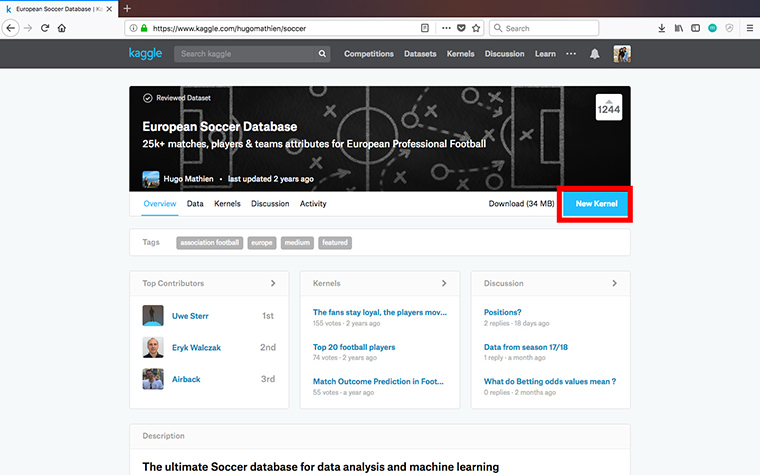 European Soccer Database | Ka
https://www.kaggle.com/hugomathien/soccer
Search
kaggle
Search kaggle
Competitions Datasets Kernels Discussion Learn
Reviewed Dataset
1244
European Soccer Database
25k+ matches, players & teams attributes for European Professional Football
Hugo Mathien • last updated 2 years ago
Overview Data Kernels Discussion Activity Download (34 MB) New Kernel
Tags association football europe medium featured
Top Contributors
Uwe Sterr 1st
Eryk Walczak 2nd
Airback 3rd
Kernels
The fans stay loyal, the players mov...
155 votes · 2 years ago
Top 20 football players
74 votes · 2 years ago
Match Outcome Prediction in Foot...
55 votes · a year ago
Discussion
Positions?
2 replies · 18 days ago
Data from season 17/18
1 reply · a month ago
What do Betting odds values mean ?
0 replies · 2 months ago
Description
The ultimate Soccer database for data analysis and machine learning